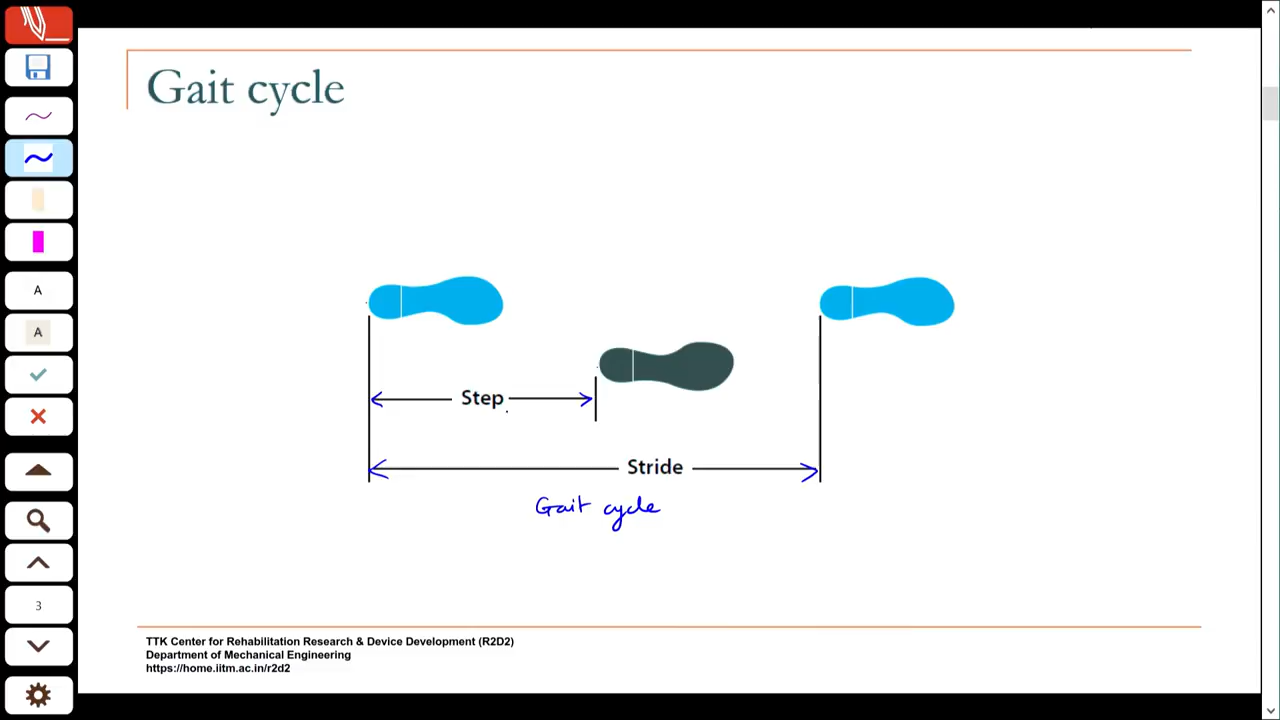 Gait cycle
A
A
3
Step
Stride
Gait cycle
TTK Center for Rehabilitation Research & Device Development (R2D2)
Department of Mechanical Engineering
https://home.iitm.ac.in/r2d2